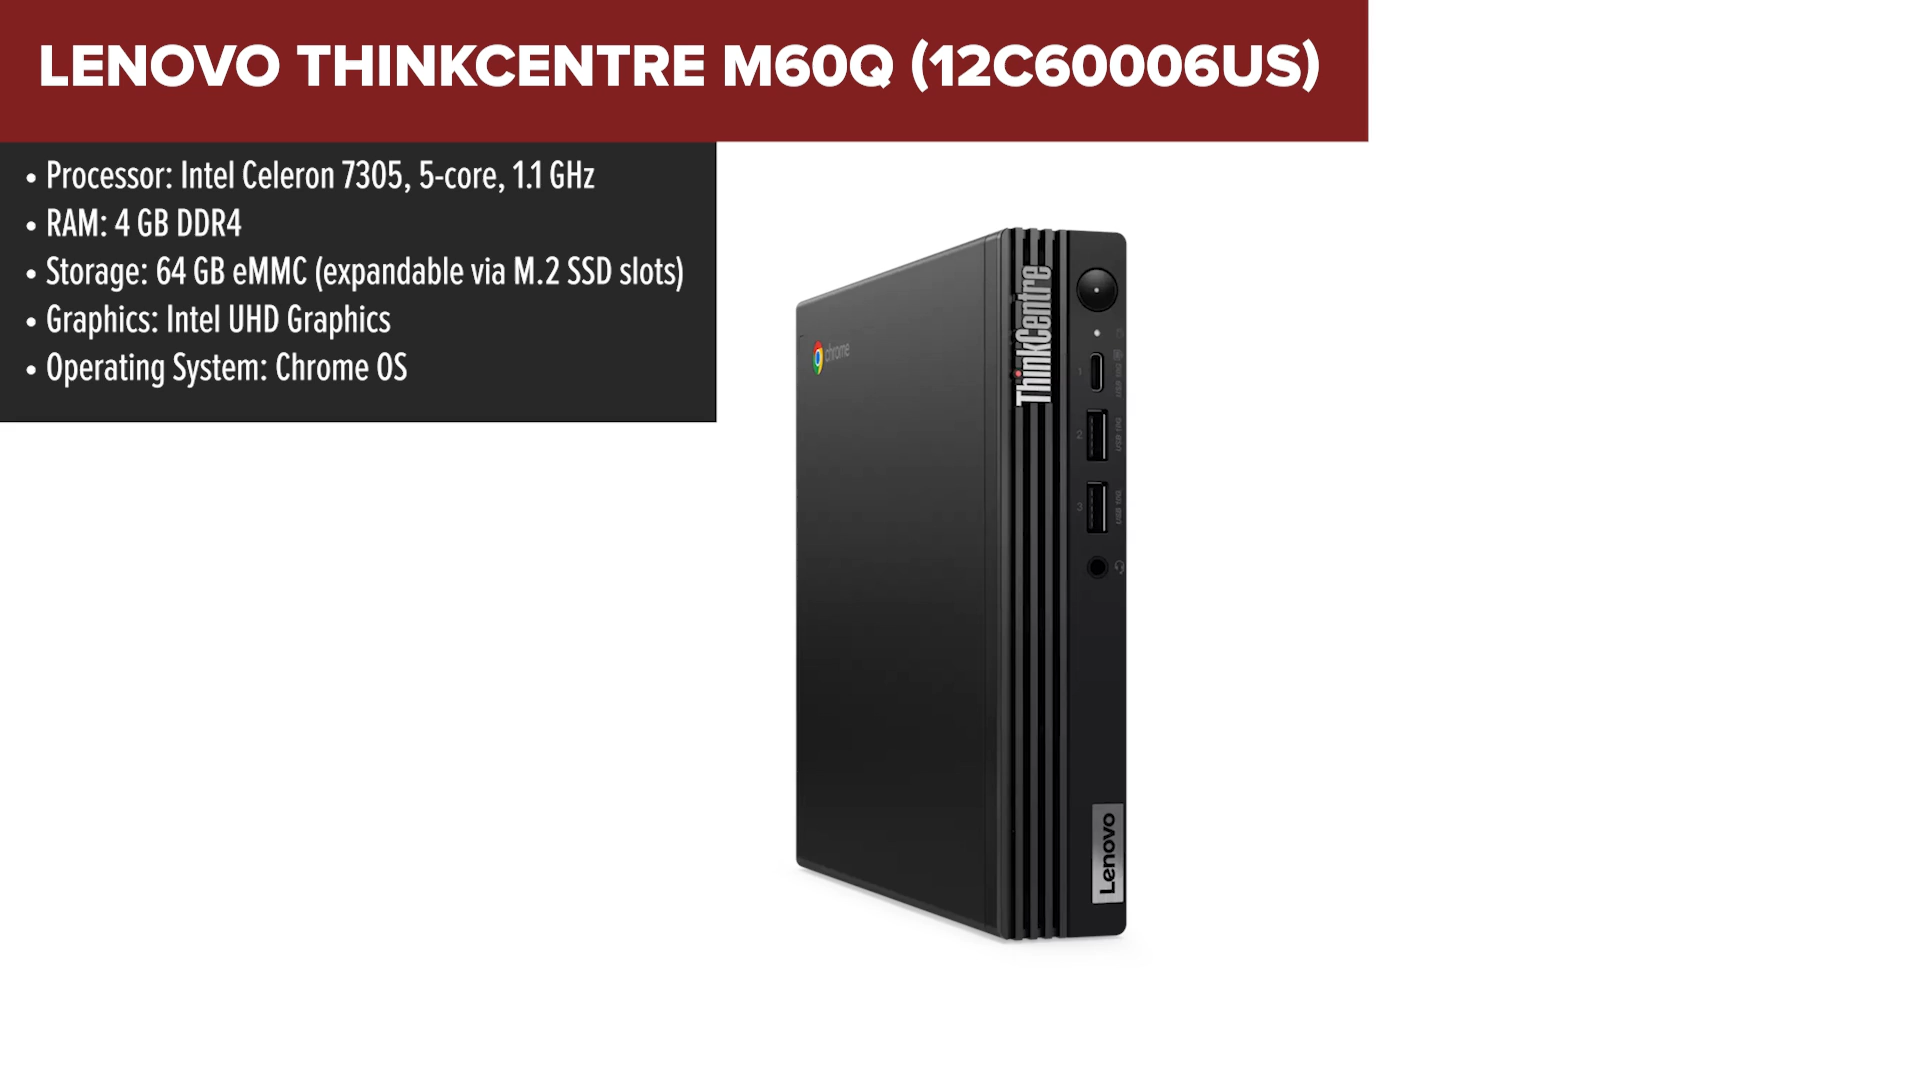 LENOVO THINKCENTRE M60Q (12C60006US)
• Processor: Intel Celeron 7305, 5-core, 1.1 GHz
• RAM: 4 GB DDR4
• Storage: 64 GB eMMC (expandable via M.2 SSD slots)
• Graphics: Intel UHD Graphics
• Operating System: Chrome OS
chrome
ThinkCentre
Lenovo